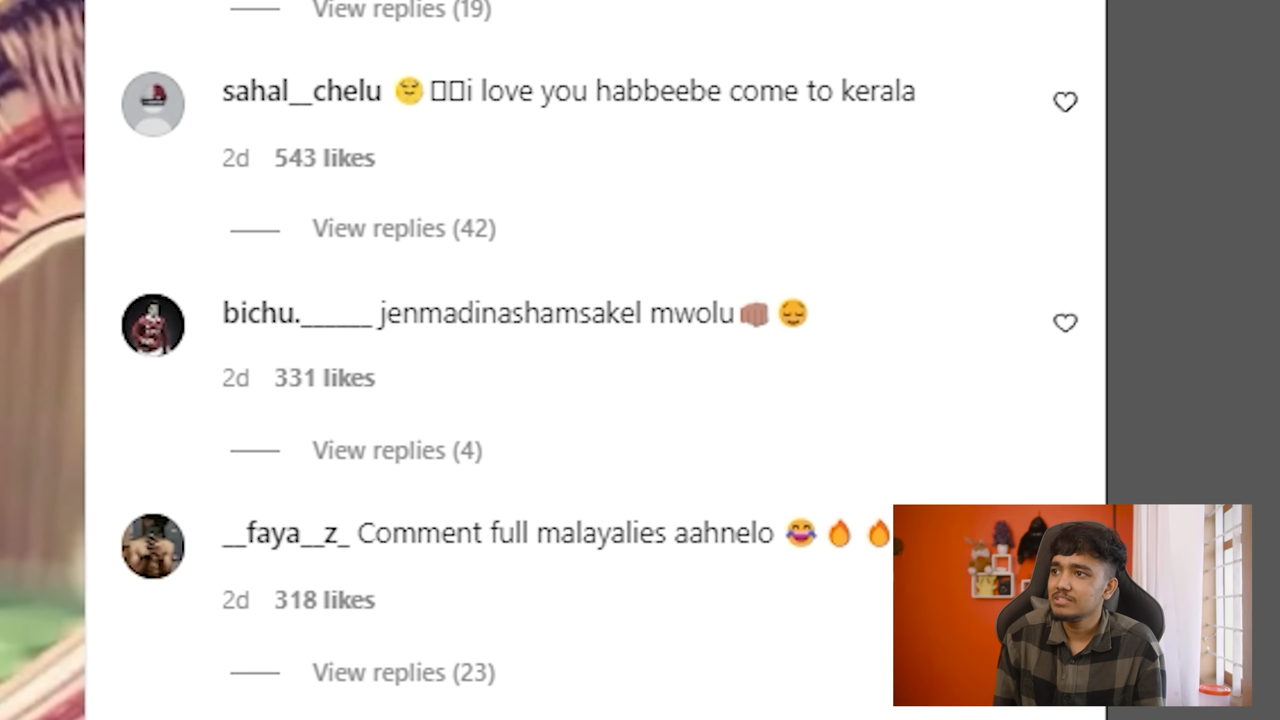 View replies (19)
sahal__chelu 😌 i love you habbeebe come to kerala
2d 543 likes
View replies (42)
bichu.______ jenmadinashamsakel mwolu👊🏽 😌
2d 331 likes
View replies (4)
__faya__z_ Comment full malayalies aahnelo 😂 🔥 🔥
2d 318 likes
View replies (23)